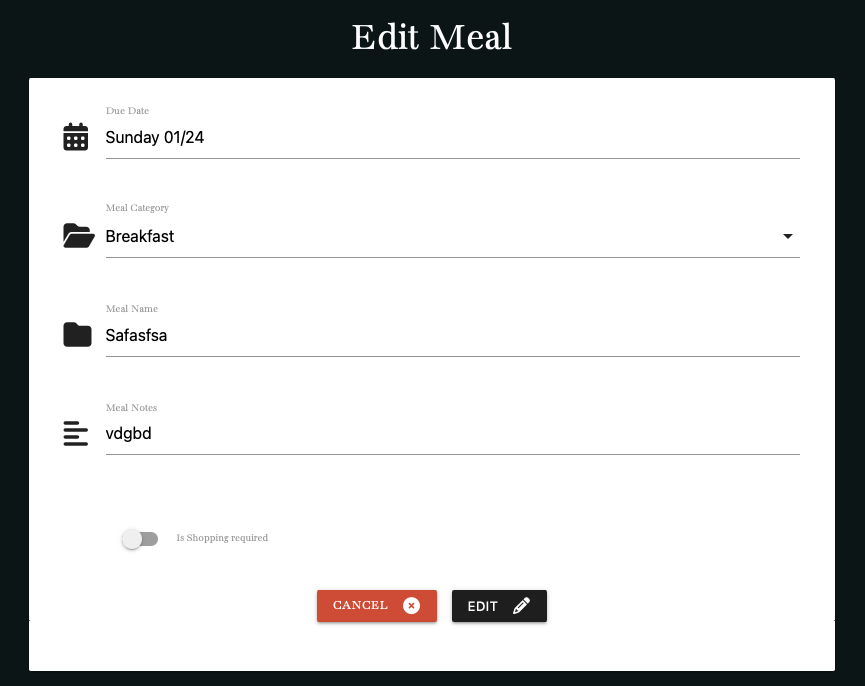 Edit Meal
Due Date
Sunday 01/24
Meal Category
Breakfast
Meal Name
Safasfsa
Meal Notes
vdgbd
Is Shopping required
CANCEL
EDIT